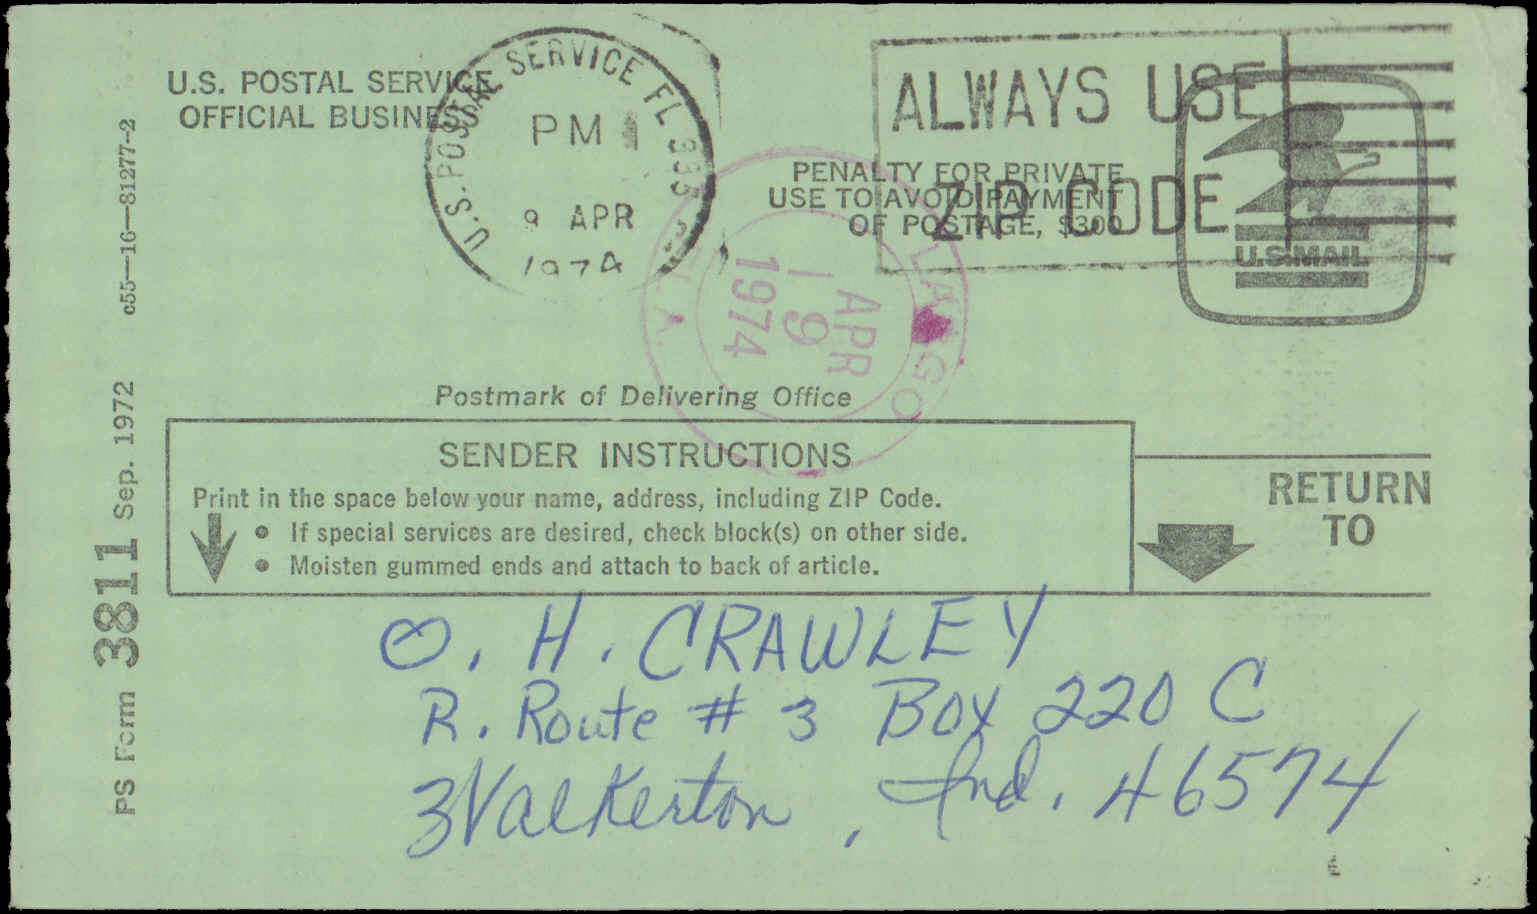 U.S. POSTAL SERVICE
OFFICIAL BUSINESS
U.S. POSTAL SERVICE FL
PM
9 APR
1974
ALWAYS USE
ZIP CODE
PENALTY FOR PRIVATE
USE TO AVOID PAYMENT
OF POSTAGE, $300
U.S.MAIL
LARGO
APR
19
1974
Postmark of Delivering Office
SENDER INSTRUCTIONS
Print in the space below your name, address, including ZIP Code.
• If special services are desired, check block(s) on other side.
• Moisten gummed ends and attach to back of article.
RETURN
TO
O. H. CRAWLEY
R. Route # 3 Box 220 C
Walkerton, Ind. 46574
PS Form 3811 Sep. 1972 c55—16—81277-2